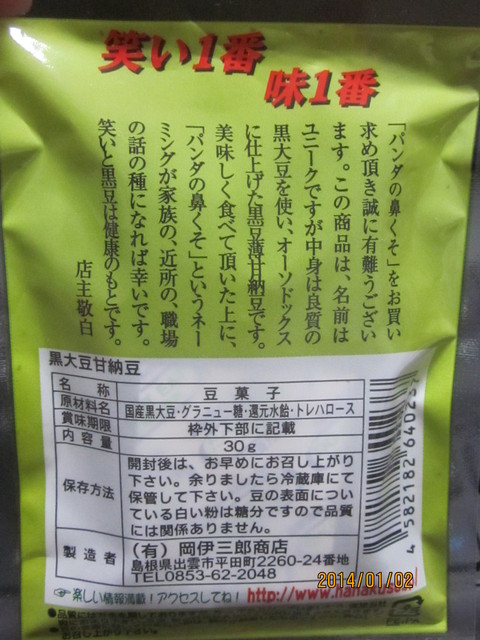 笑い1番
味1番
「パンダの鼻くそ」をお買い
求め頂き誠に有難うござい
ます。この商品は、名前は
ユニークですが中身は良質の
黒大豆を使い、オーソドックス
に仕上げた黒豆薄甘納豆です。
美味しく食べて頂いた上に、
「パンダの鼻くそ」というネー
ミングが家族の、近所の、職場
の話の種になれば幸いです。
笑いと黒豆は健康のもとです。
店主敬白
黒大豆甘納豆
名称 豆菓子
原材料名 国産黒大豆・グラニュー糖・還元水飴・トレハロース
賞味期限 枠外下部に記載
内容量 30g
保存方法 開封後は、お早めにお召し上がり
下さい。余りましたら冷蔵庫にて
保管して下さい。豆の表面につい
ている白い粉は糖分ですので品質
には関係ありません。
製造者 (有)岡伊三郎商店
島根県出雲市平田町2260-24番地
TEL0853-62-2048
楽しい情報満載!アクセスしてね! http://www.hanakuso
2014/01/02